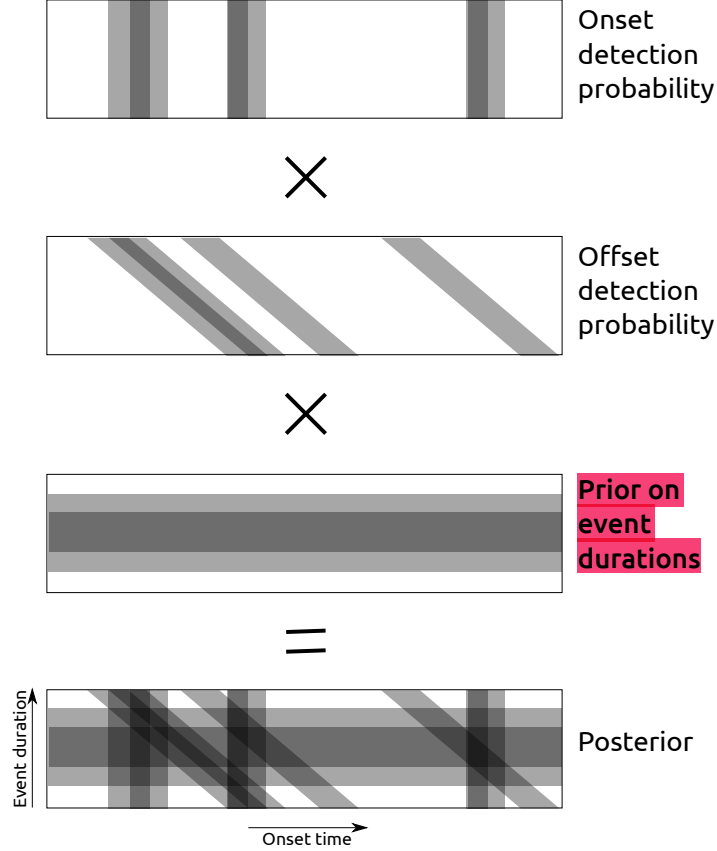 Onset
detection
probability
Offset
detection
probability
Prior on
event
durations
Posterior
Event duration
Onset time